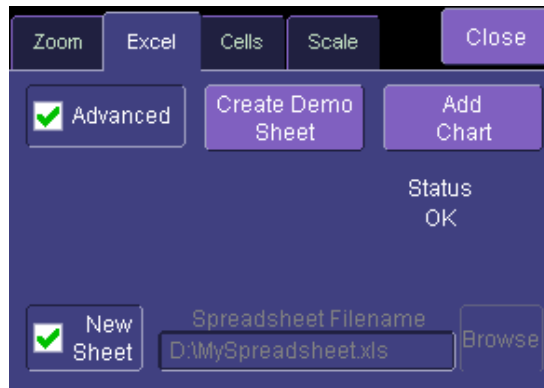 Zoom Excel Cells Scale Close
Advanced
Create Demo
Sheet
Add
Chart
Status
OK
New
Sheet
Spreadsheet Filename
D:\MySpreadsheet.xls
Browse